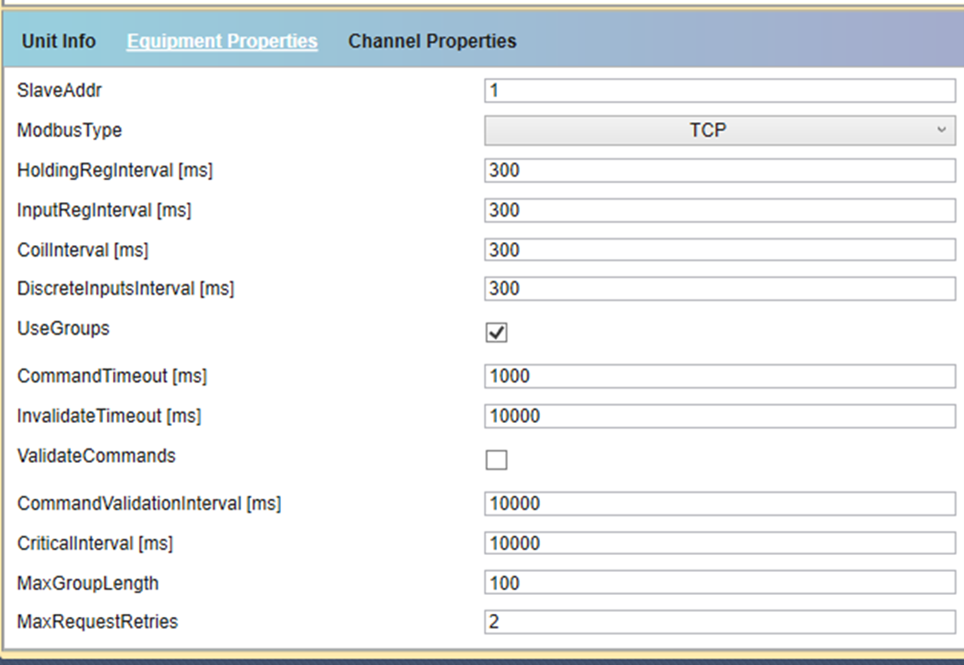 Unit Info Equipment Properties Channel Properties
SlaveAddr 1
ModbusType TCP
HoldingRegInterval [ms] 300
InputRegInterval [ms] 300
CoilInterval [ms] 300
DiscreteInputsInterval [ms] 300
UseGroups
CommandTimeout [ms] 1000
InvalidateTimeout [ms] 10000
ValidateCommands
CommandValidationInterval [ms] 10000
CriticalInterval [ms] 10000
MaxGroupLength 100
MaxRequestRetries 2